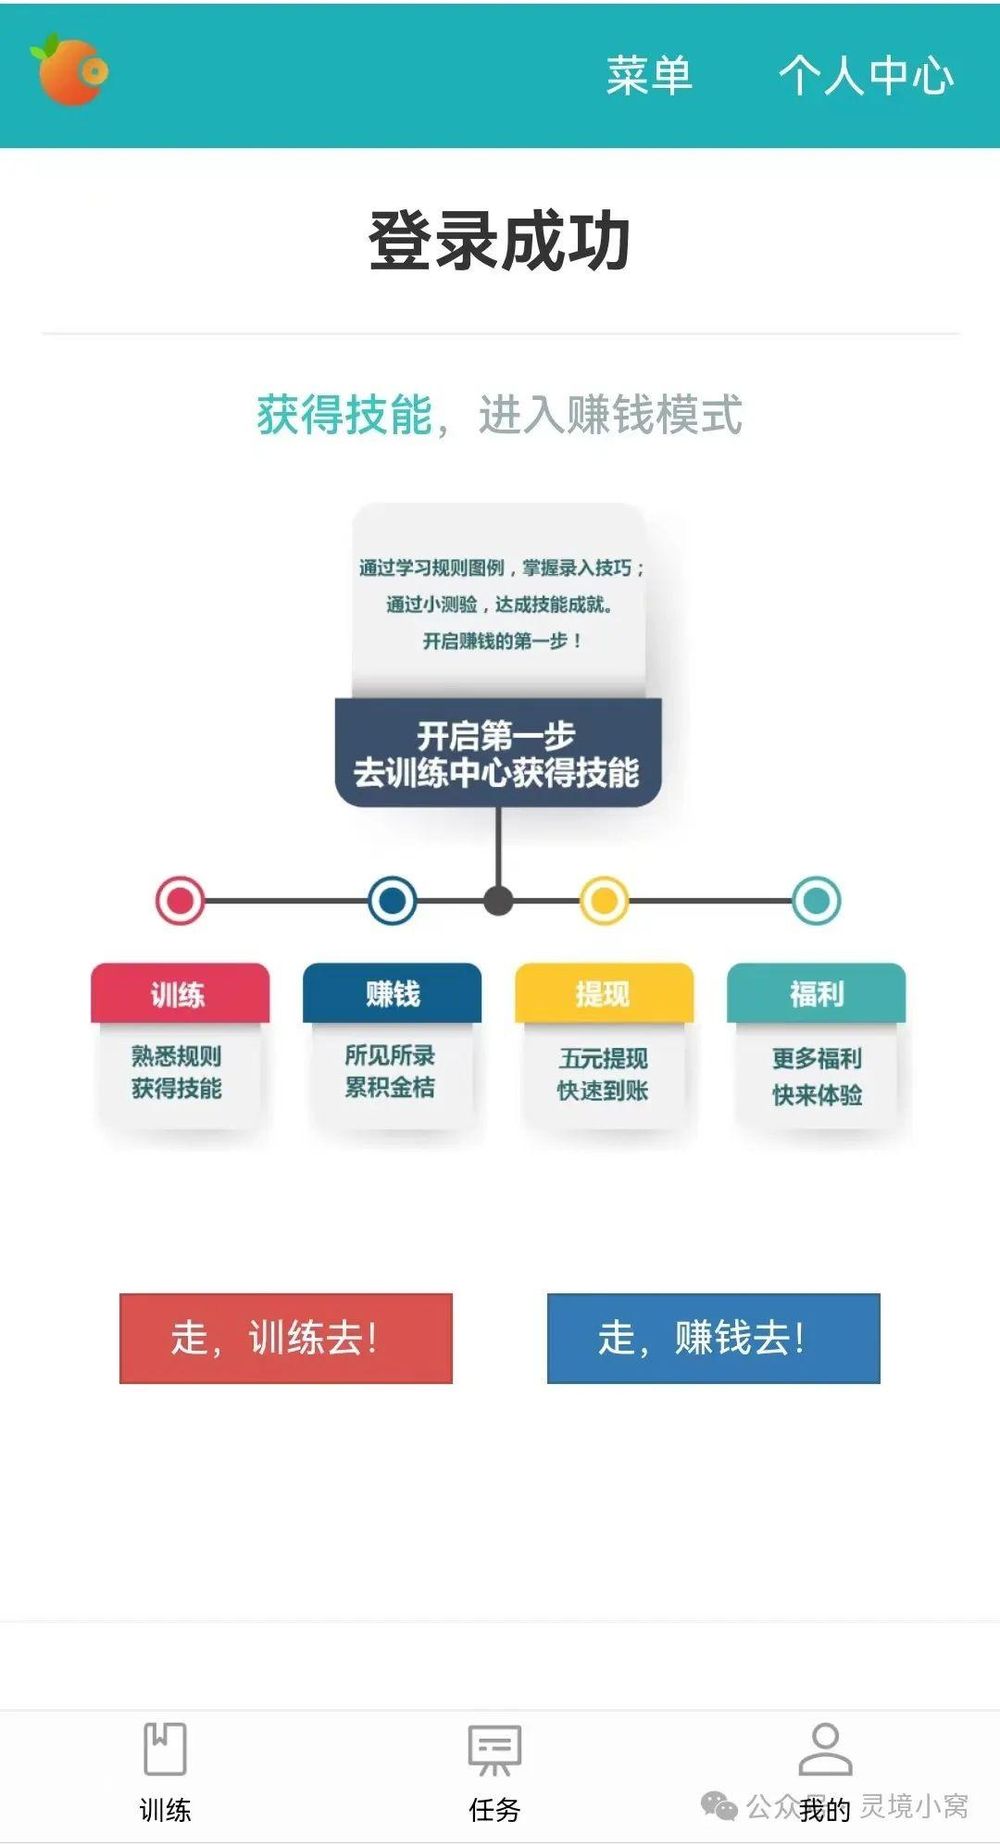 菜单 个人中心
登录成功
获得技能，进入赚钱模式
通过学习规则图例，掌握录入技巧；
通过小测验，达成技能成就。
开启赚钱的第一步！
开启第一步
去训练中心获得技能
训练 赚钱 提现 福利
熟悉规则
获得技能
所见所录
累积金桔
五元提现
快速到账
更多福利
快来体验
走，训练去！ 走，赚钱去！
训练 任务 我的
灵境小窝